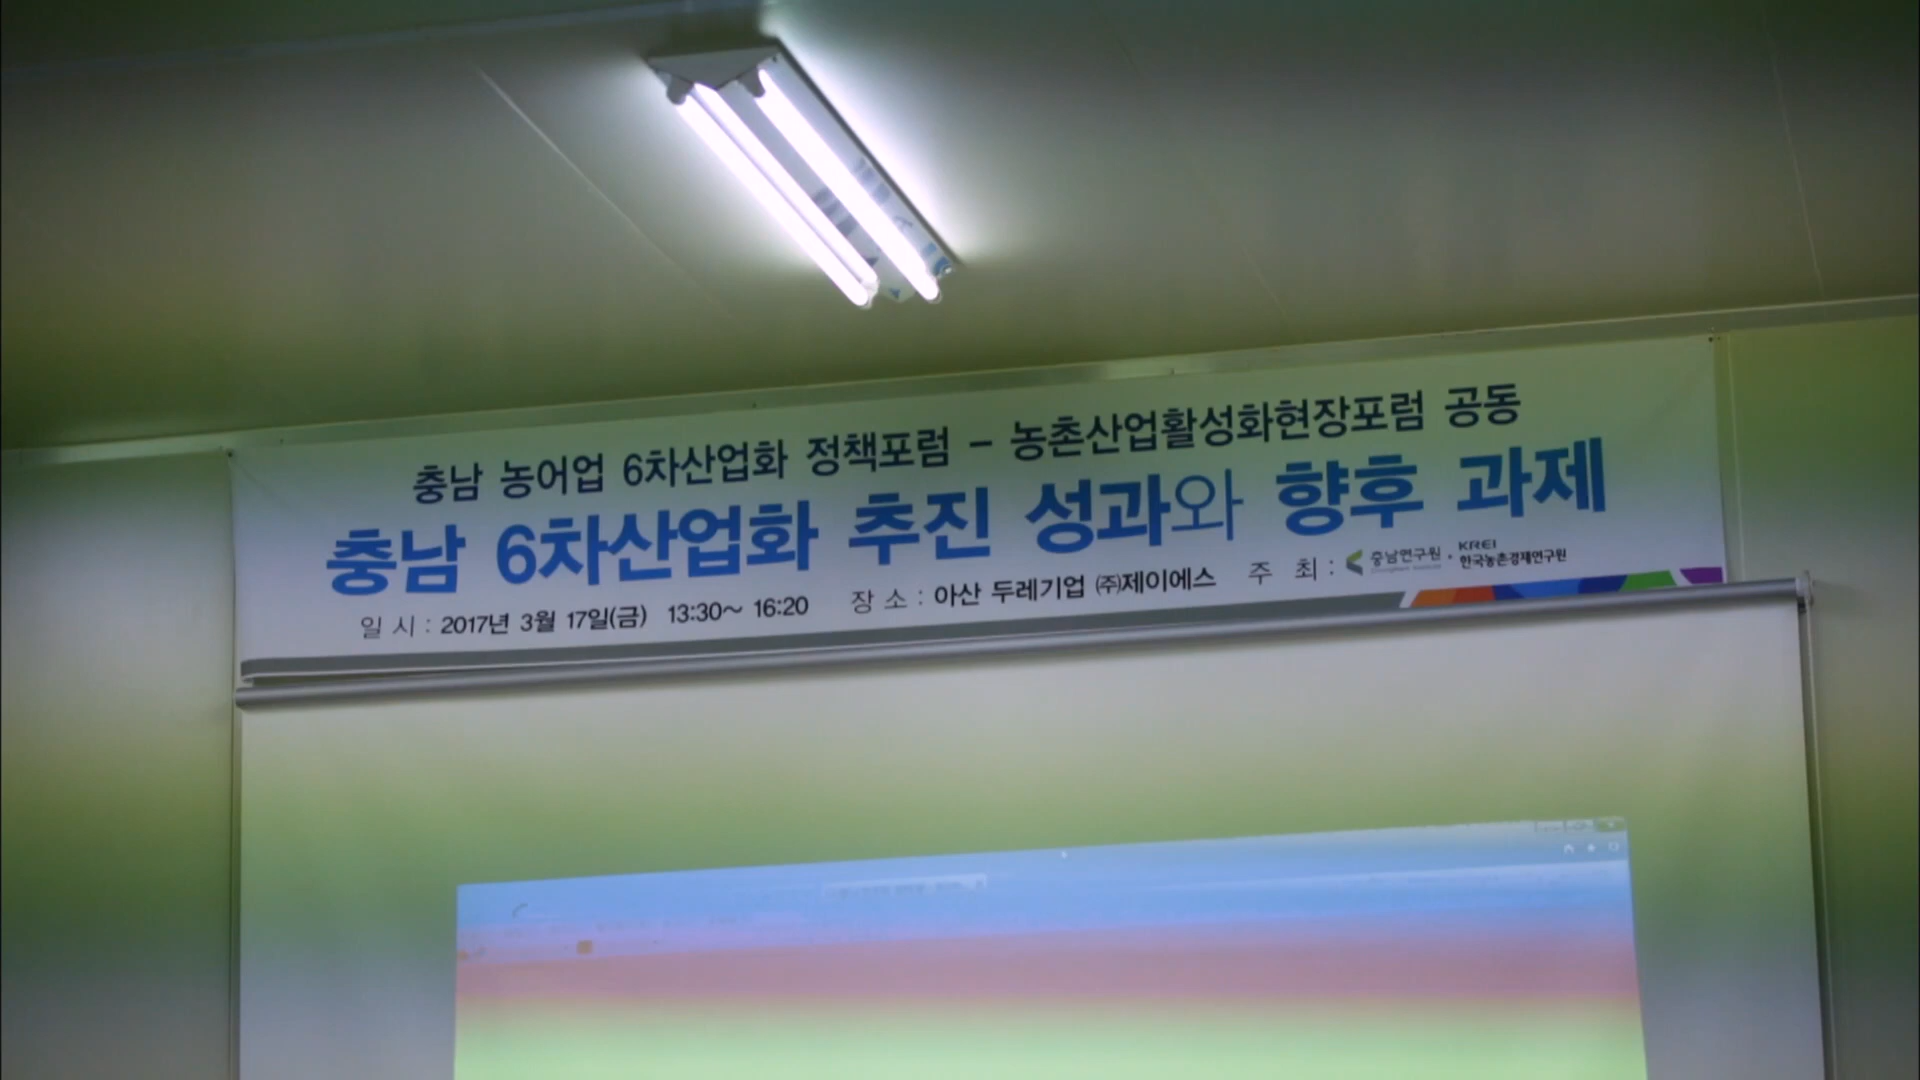 충남 농어업 6차산업화 정책포럼 - 농촌산업활성화현장포럼 공동
충남 6차산업화 추진 성과와 향후 과제
일 시 : 2017년 3월 17일(금) 13:30~ 16:20 장 소 : 아산 두레기업 ㈜제이에스 주 최 : 충남연구원 · KREI 한국농촌경제연구원